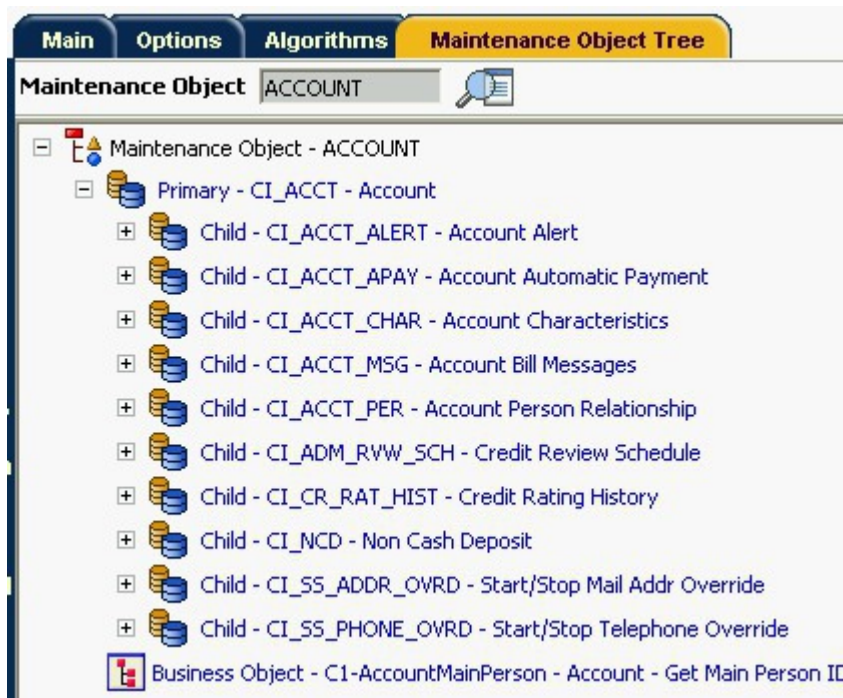 Main Options Algorithms Maintenance Object Tree
Maintenance Object ACCOUNT
Maintenance Object - ACCOUNT
Primary - CI_ACCT - Account
Child - CI_ACCT_ALERT - Account Alert
Child - CI_ACCT_APAY - Account Automatic Payment
Child - CI_ACCT_CHAR - Account Characteristics
Child - CI_ACCT_MSG - Account Bill Messages
Child - CI_ACCT_PER - Account Person Relationship
Child - CI_ADM_RVW_SCH - Credit Review Schedule
Child - CI_CR_RAT_HIST - Credit Rating History
Child - CI_NCD - Non Cash Deposit
Child - CI_SS_ADDR_OVRD - Start/Stop Mail Addr Override
Child - CI_SS_PHONE_OVRD - Start/Stop Telephone Override
Business Object - C1-AccountMainPerson - Account - Get Main Person ID